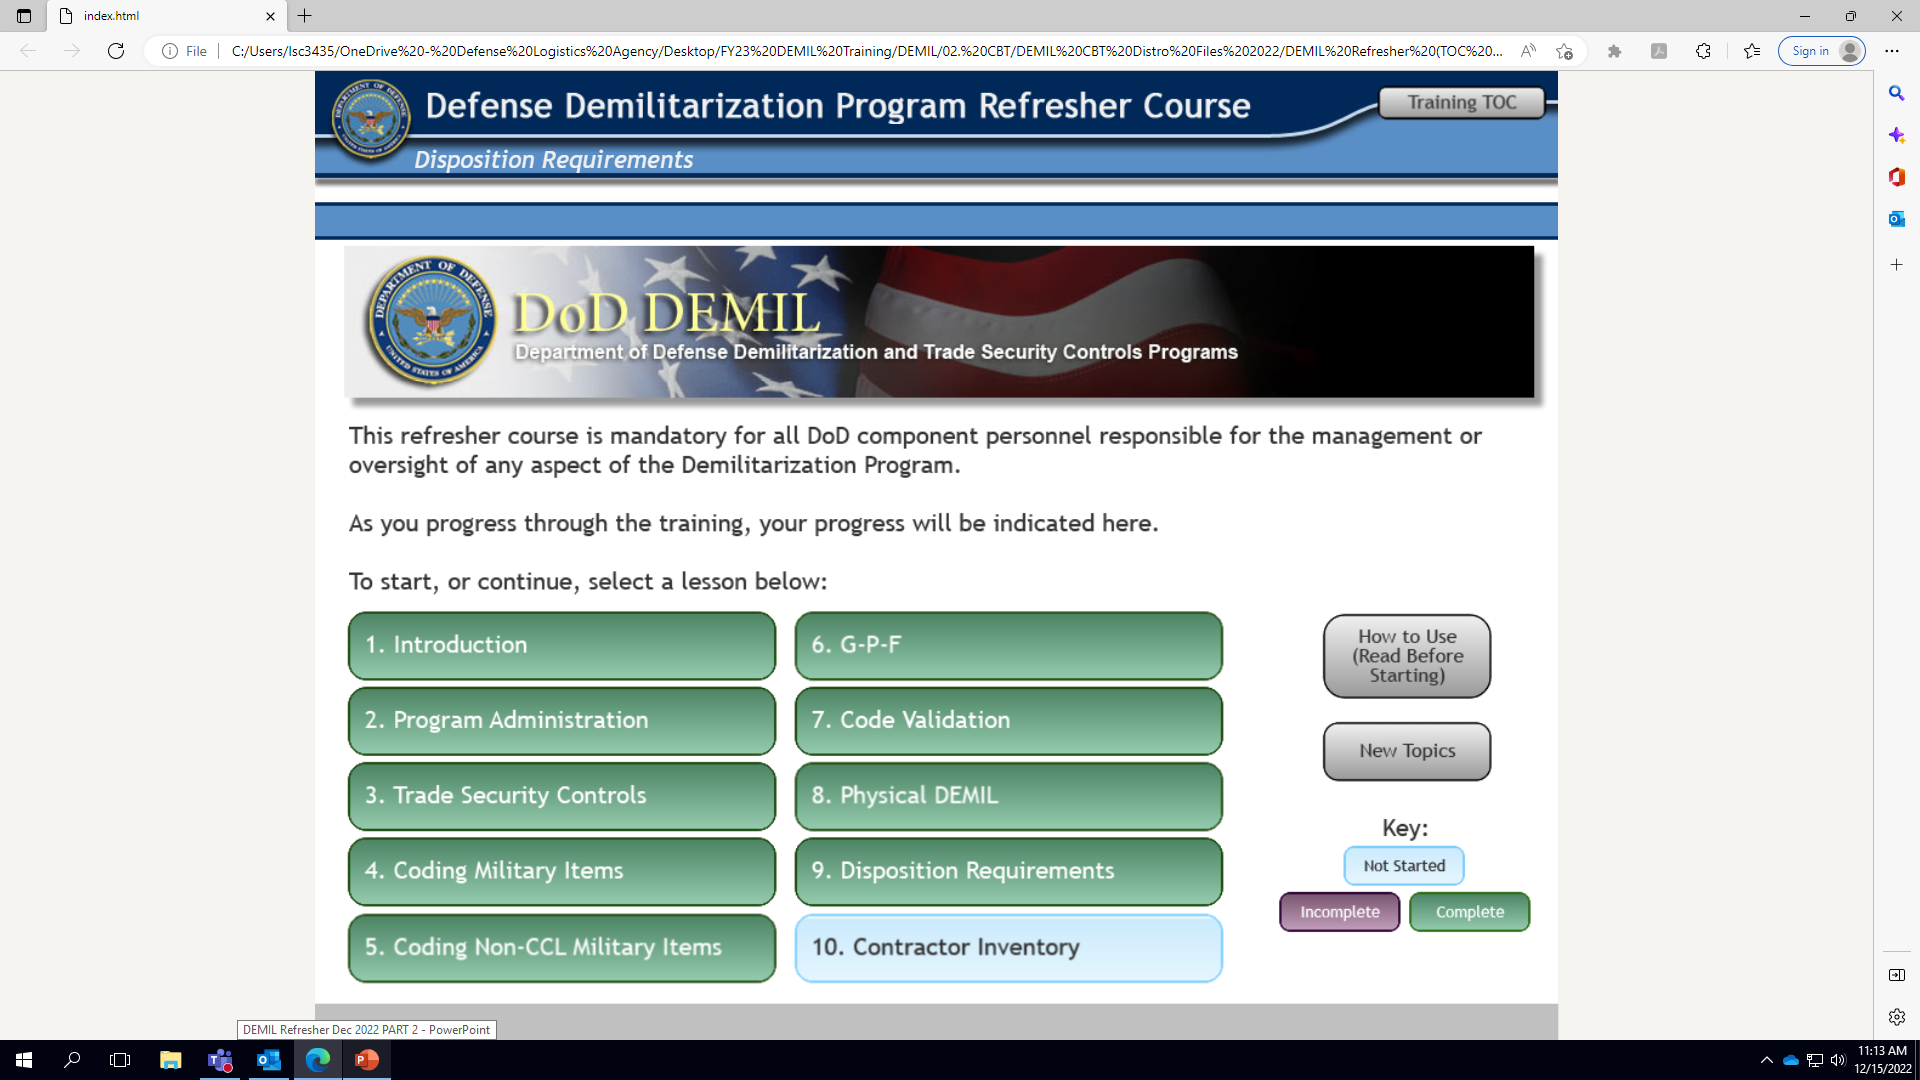 index.html
File
C:/Users/lsc3435/OneDrive%20-%20Defense%20Logistics%20Agency/Desktop/FY23%20DEMIL%20Training/DEMIL/02.%20CBT/DEMIL%20CBT%20Distro%20Files%202022/DEMIL%20Refresher%20(TOC%20...
Sign in
Defense Demilitarization Program Refresher Course
Training TOC
Disposition Requirements
DEPARTMENT OF DEFENSE
UNITED STATES OF AMERICA
DoD DEMIL
Department of Defense Demilitarization and Trade Security Controls Programs
This refresher course is mandatory for all DoD component personnel responsible for the management or
oversight of any aspect of the Demilitarization Program.
As you progress through the training, your progress will be indicated here.
To start, or continue, select a lesson below:
1. Introduction
2. Program Administration
3. Trade Security Controls
4. Coding Military Items
5. Coding Non-CCL Military Items
6. G-P-F
7. Code Validation
8. Physical DEMIL
9. Disposition Requirements
10. Contractor Inventory
How to Use
(Read Before
Starting)
New Topics
Key:
Not Started
Incomplete
Complete
DEMIL Refresher Dec 2022 PART 2 - PowerPoint
11:13 AM
12/15/2022